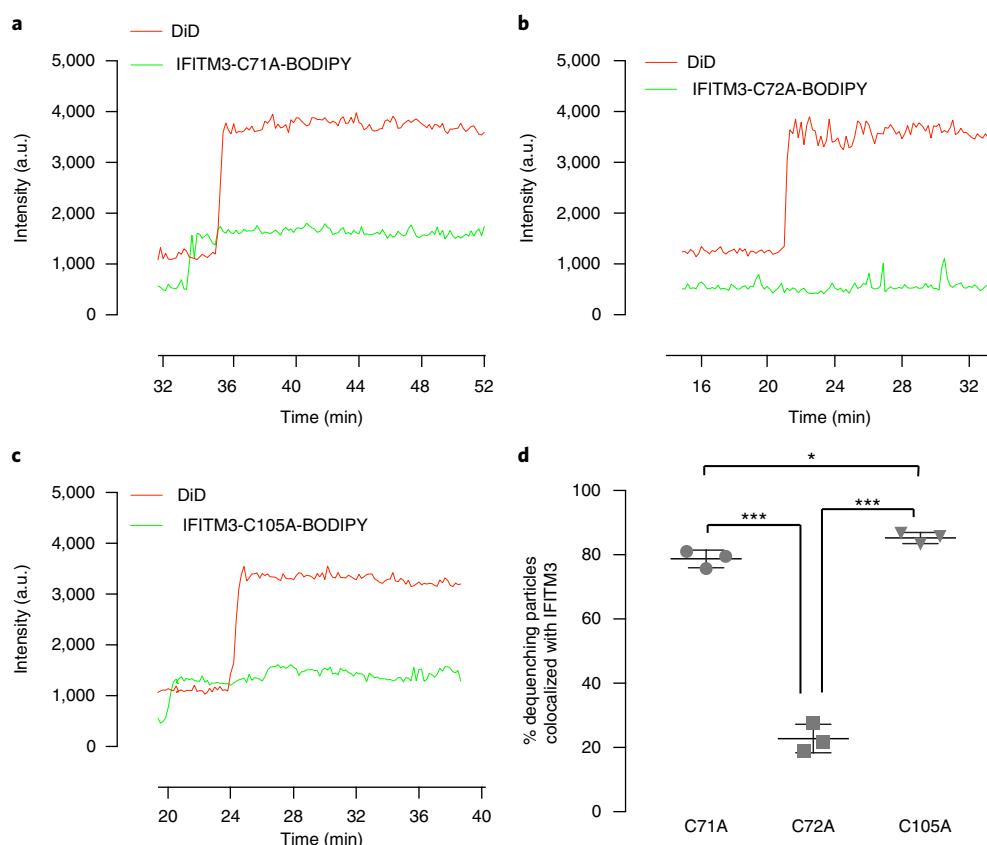 a
DiD
IFITM3-C71A-BODIPY
5,000
4,000
3,000
2,000
1,000
0
Intensity (a.u.)
32 36 40 44 48 52
Time (min)
b
DiD
IFITM3-C72A-BODIPY
5,000
4,000
3,000
2,000
1,000
0
Intensity (a.u.)
16 20 24 28 32
Time (min)
c
DiD
IFITM3-C105A-BODIPY
5,000
4,000
3,000
2,000
1,000
0
Intensity (a.u.)
20 24 28 32 36 40
Time (min)
d
*
*** ***
100
80
60
40
20
0
% dequenching particles
colocalized with IFITM3
C71A C72A C105A